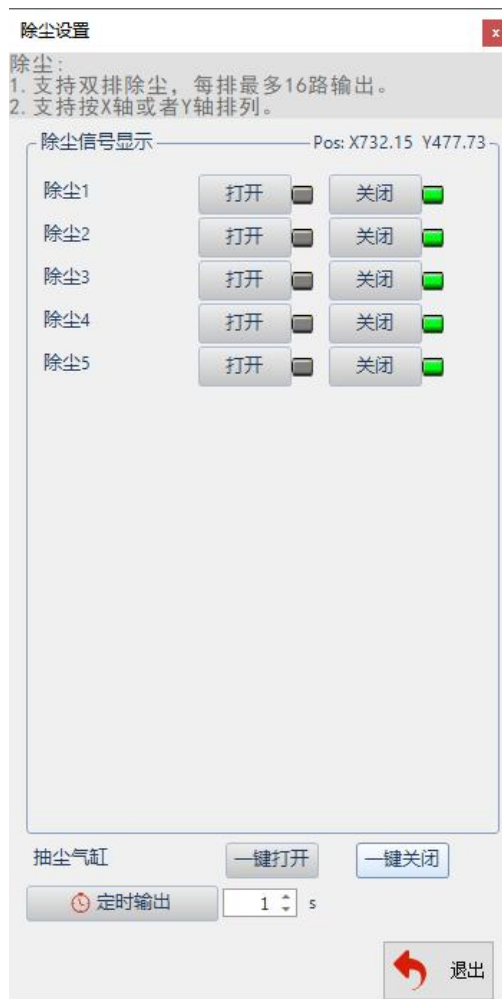 除尘设置
x
除尘:
1. 支持双排除尘，每排最多16路输出。
2. 支持按X轴或者Y轴排列。
除尘信号显示 Pos: X732.15 Y477.73
除尘1 打开 关闭
除尘2 打开 关闭
除尘3 打开 关闭
除尘4 打开 关闭
除尘5 打开 关闭
抽尘气缸 一键打开 一键关闭
定时输出 1 s
退出